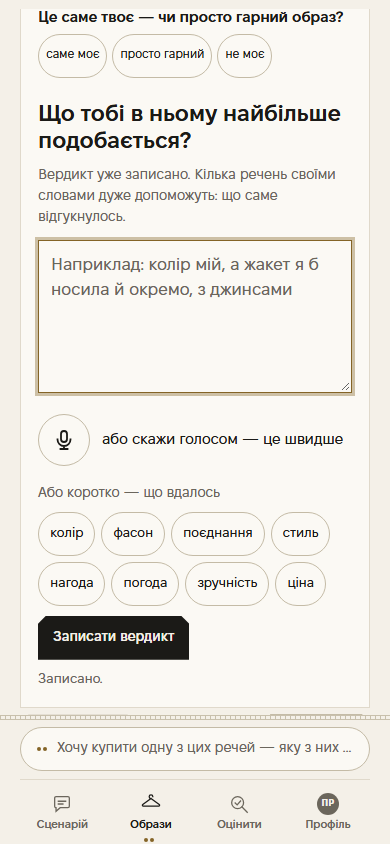 Це саме твоє — чи просто гарний образ?
саме моє
просто гарний
не моє
Що тобі в ньому найбільше
подобається?
Вердикт уже записано. Кілька речень своїми
словами дуже допоможуть: що саме
відгукнулось.
Наприклад: колір мій, а жакет я б
носила й окремо, з джинсами
або скажи голосом — це швидше
Або коротко — що вдалось
колір
фасон
поєднання
стиль
нагода
погода
зручність
ціна
Записати вердикт
Записано.
Хочу купити одну з цих речей — яку з них ...
ПР
Сценарій
Образи
Оцінити
Профіль